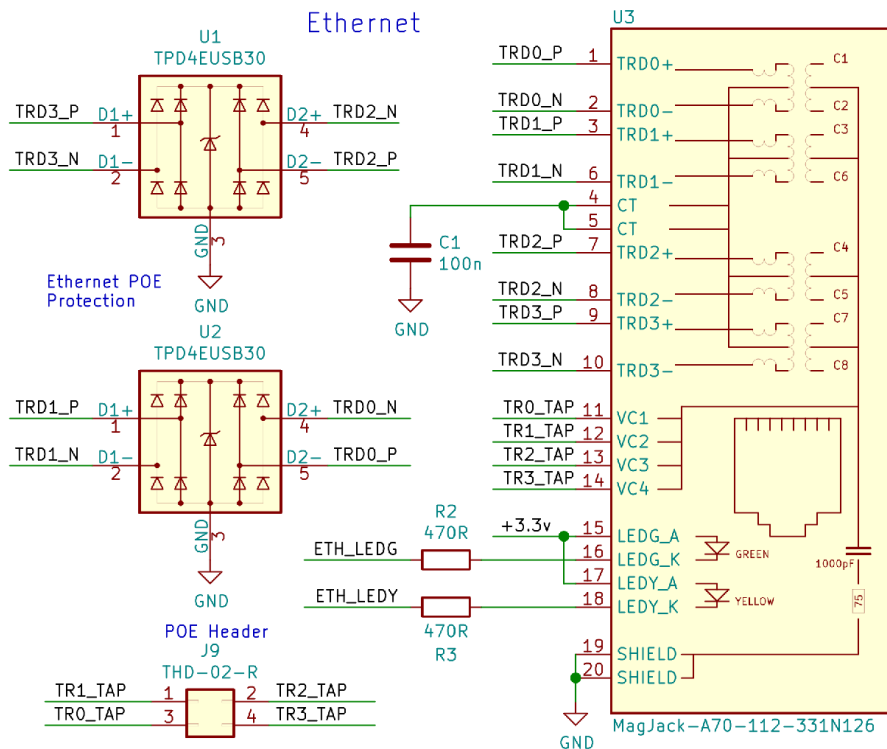 Ethernet
U1
TPD4EUSB30
TRD3_P
D1+
1
D2+
4
TRD2_N
TRD3_N
D1-
2
D2-
5
TRD2_P
GND
3
GND
Ethernet POE
Protection
U2
TPD4EUSB30
TRD1_P
D1+
1
D2+
4
TRD0_N
TRD1_N
D1-
2
D2-
5
TRD0_P
GND
3
GND
POE Header
J9
THD-02-R
TR1_TAP
1
2
TR2_TAP
TR0_TAP
3
4
TR3_TAP
C1
100n
GND
R2
470R
ETH_LEDG
ETH_LEDY
470R
R3
+3.3v
GND
U3
TRD0_P 1 TRD0+
TRD0_N 2 TRD0-
TRD1_P 3 TRD1+
TRD1_N 6 TRD1-
4 CT
5 CT
TRD2_P 7 TRD2+
TRD2_N 8 TRD2-
TRD3_P 9 TRD3+
TRD3_N 10 TRD3-
TR0_TAP 11 VC1
TR1_TAP 12 VC2
TR2_TAP 13 VC3
TR3_TAP 14 VC4
15 LEDG_A
16 LEDG_K
17 LEDY_A
18 LEDY_K
19 SHIELD
20 SHIELD
C1
C2
C3
C6
C4
C5
C7
C8
GREEN
YELLOW
1000pF
75
MagJack-A70-112-331N126